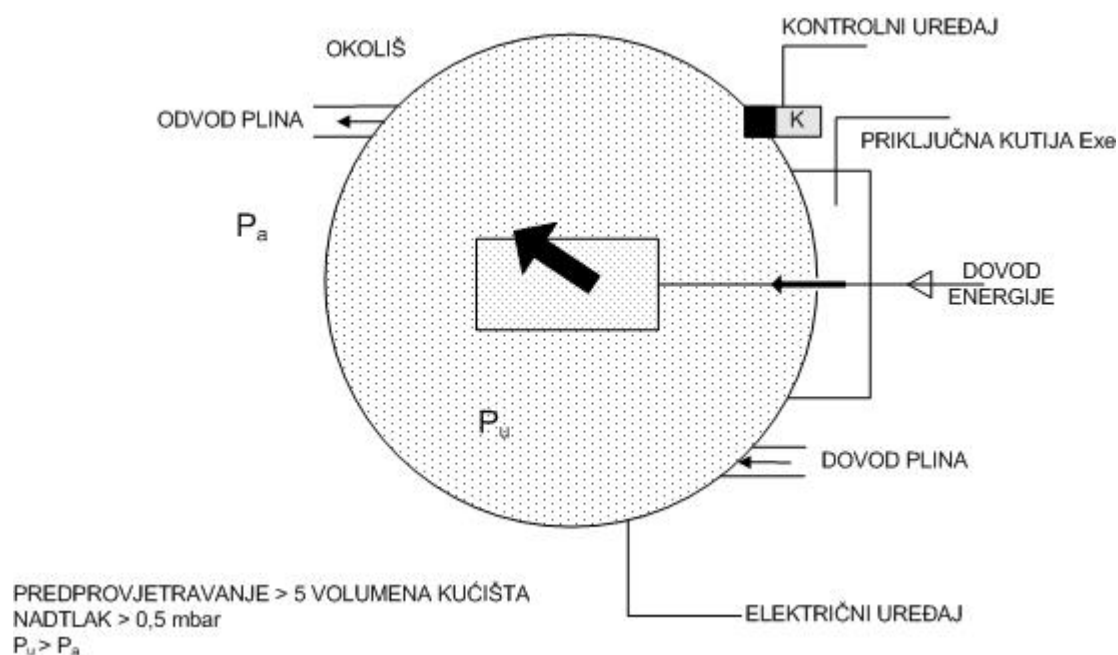 OKOLIŠ
KONTROLNI UREĐAJ
ODVOD PLINA
K
PRIKLJUČNA KUTIJA Exe
Pa
DOVOD
ENERGIJE
Pu
DOVOD PLINA
PREDPROVJETRAVANJE > 5 VOLUMENA KUĆIŠTA
NADTLAK > 0,5 mbar
Pu > Pa
ELEKTRIČNI UREĐAJ